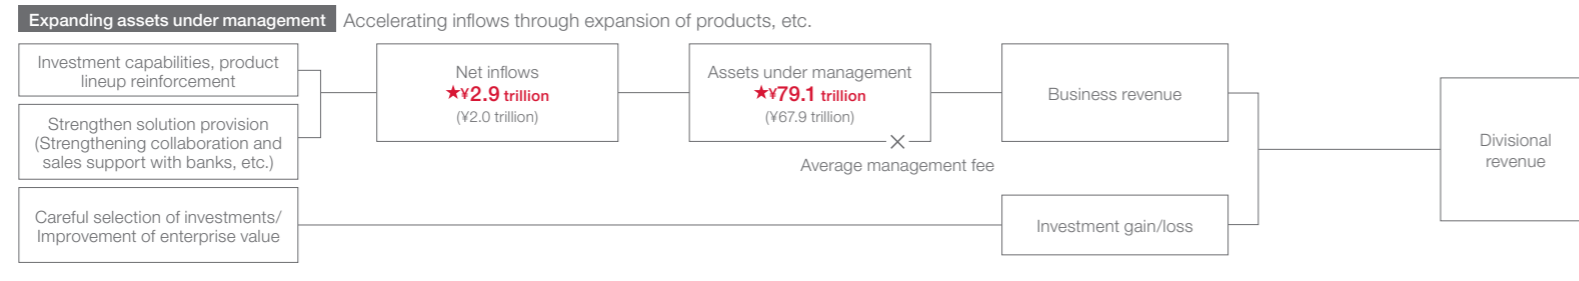 Expanding assets under management Accelerating inflows through expansion of products, etc.
Investment capabilities, product
lineup reinforcement
Strengthen solution provision
(Strengthening collaboration and
sales support with banks, etc.)
Careful selection of investments/
Improvement of enterprise value
Net inflows
★¥2.9 trillion
(¥2.0 trillion)
Assets under management
★¥79.1 trillion
(¥67.9 trillion)
×
Average management fee
Business revenue
Investment gain/loss
Divisional
revenue